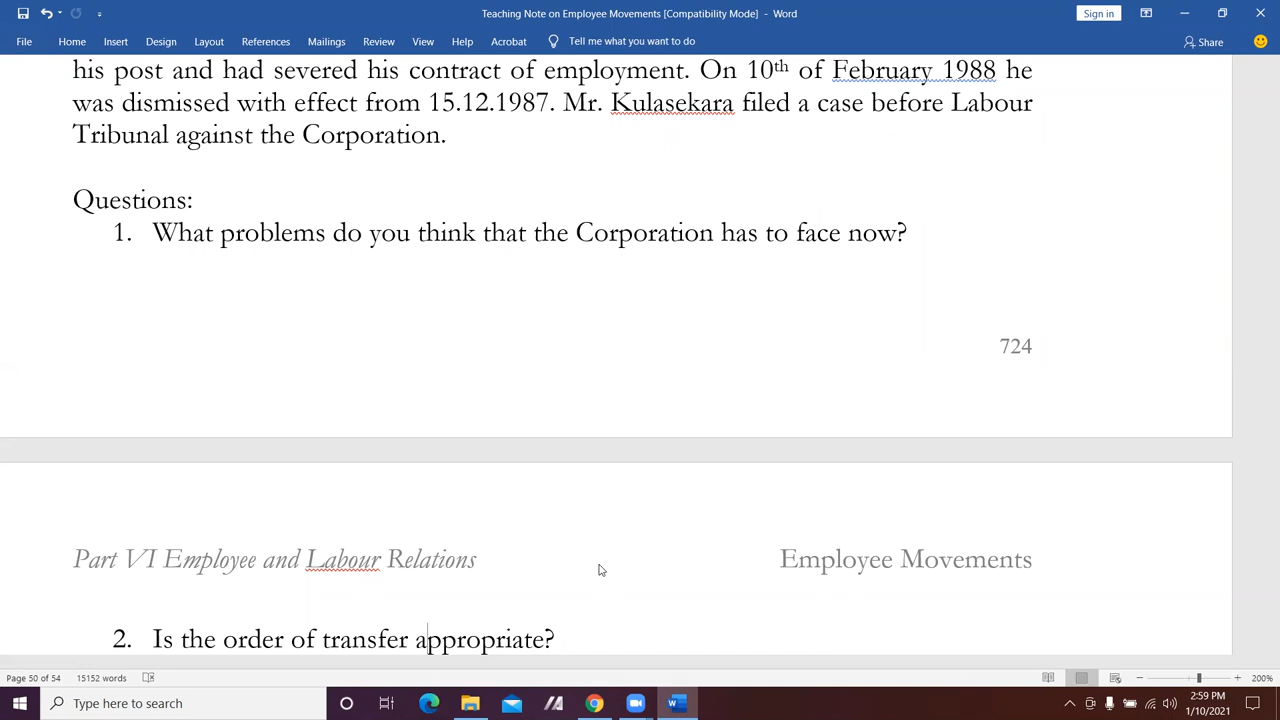 Teaching Note on Employee Movements [Compatibility Mode] - Word
Sign in
File Home Insert Design Layout References Mailings Review View Help Acrobat Tell me what you want to do Share
his post and had severed his contract of employment. On 10th of February 1988 he
was dismissed with effect from 15.12.1987. Mr. Kulasekara filed a case before Labour
Tribunal against the Corporation.
Questions:
1. What problems do you think that the Corporation has to face now?
724
Part VI Employee and Labour Relations Employee Movements
2. Is the order of transfer appropriate?
Page 50 of 54 15152 words 200%
Type here to search
2:59 PM
1/10/2021